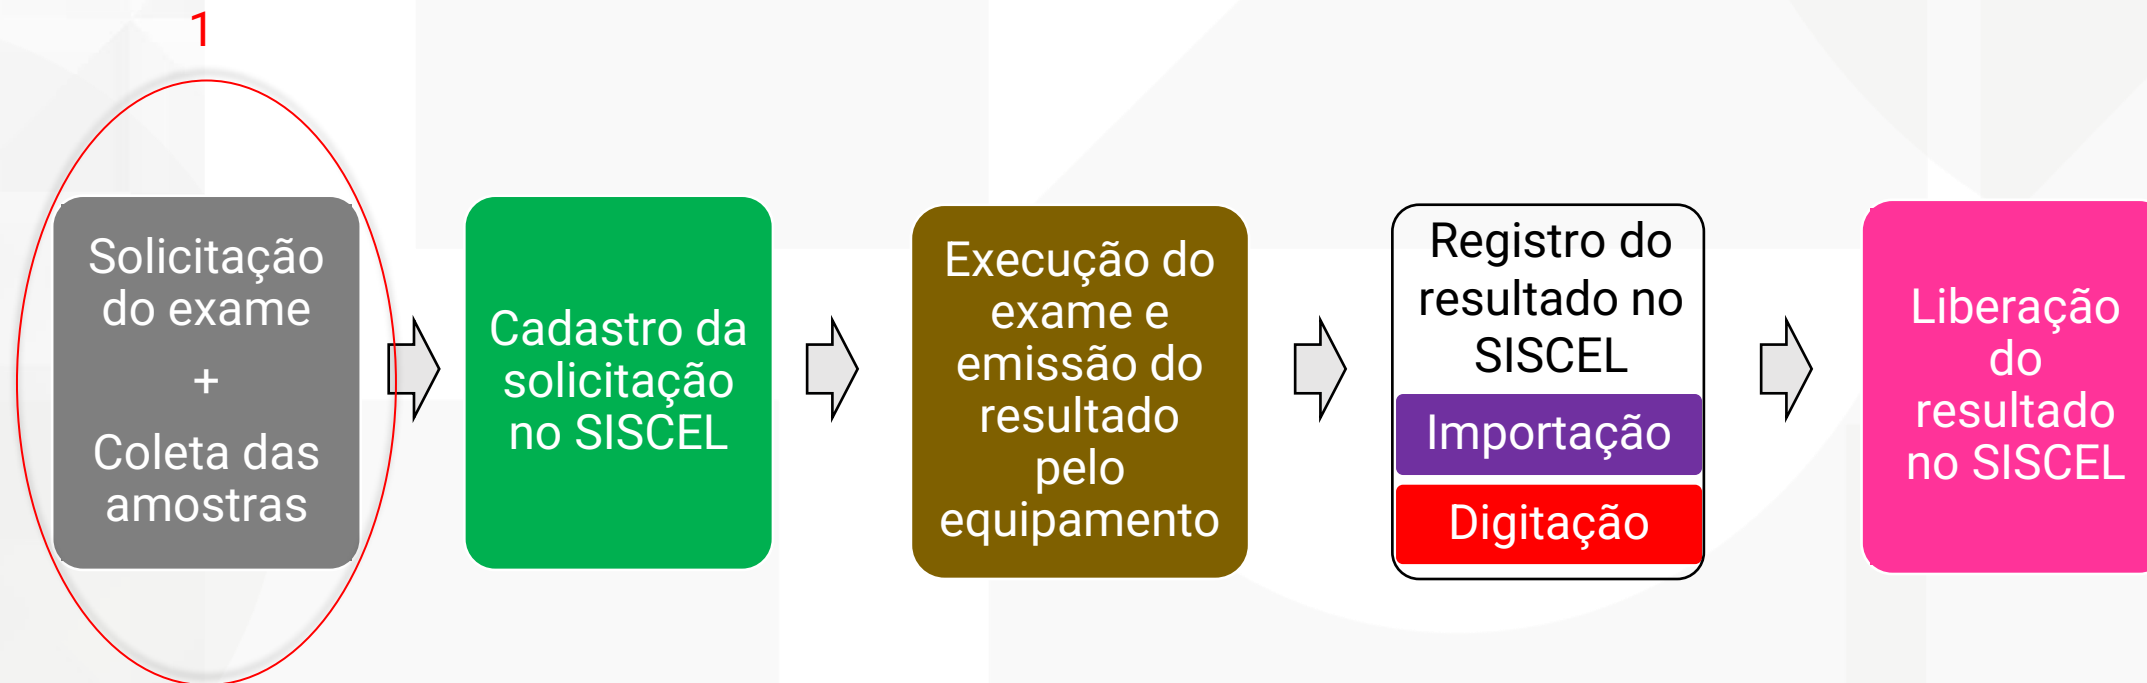 1
Solicitação
do exame
+
Coleta das
amostras
Cadastro da
solicitação
no SISCEL
Execução do
exame e
emissão do
resultado
pelo
equipamento
Registro do
resultado no
SISCEL
Importação
Digitação
Liberação
do
resultado
no SISCEL